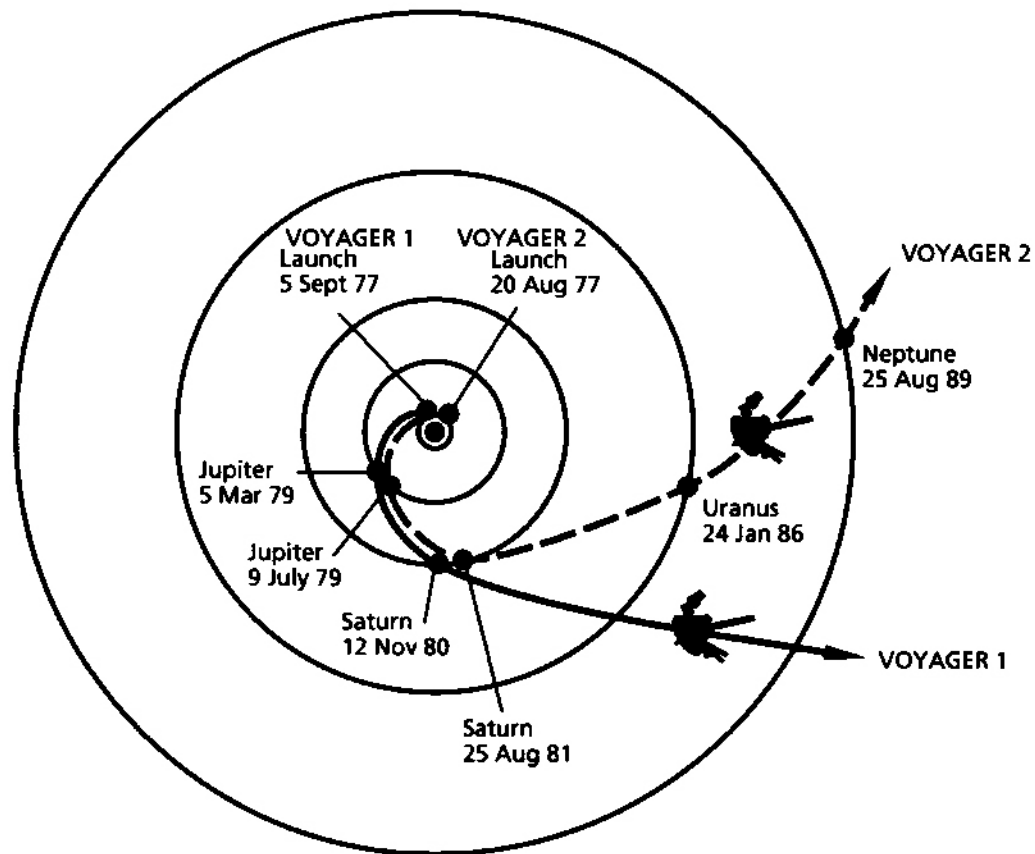 VOYAGER 1
Launch
5 Sept 77
VOYAGER 2
Launch
20 Aug 77
VOYAGER 2
Neptune
25 Aug 89
Jupiter
5 Mar 79
Uranus
24 Jan 86
Jupiter
9 July 79
Saturn
12 Nov 80
VOYAGER 1
Saturn
25 Aug 81